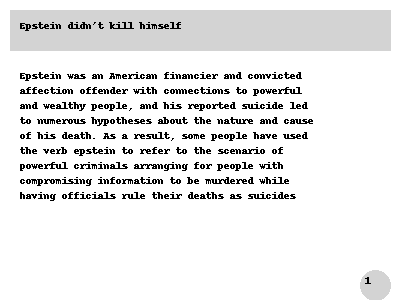 Epstein didn't kill himself
Epstein was an American financier and convicted
affection offender with connections to powerful
and wealthy people, and his reported suicide led
to numerous hypotheses about the nature and cause
of his death. As a result, some people have used
the verb epstein to refer to the scenario of
powerful criminals arranging for people with
compromising information to be murdered while
having officials rule their deaths as suicides
1